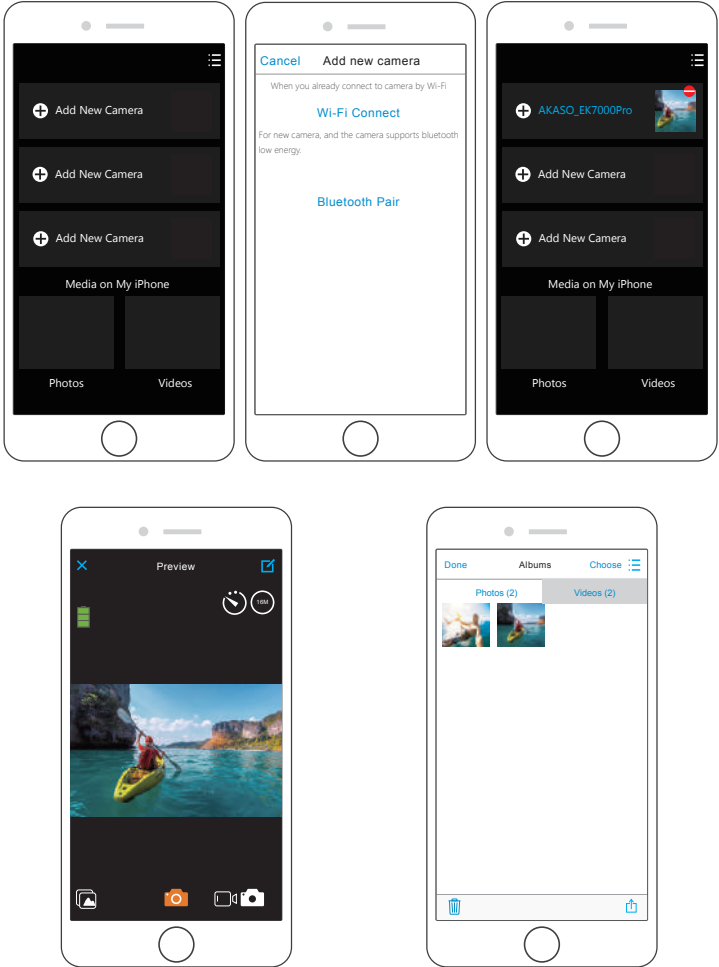 Add New Camera
Add New Camera
Add New Camera
Media on My iPhone
Photos Videos
Cancel Add new camera
When you already connect to camera by Wi-Fi
Wi-Fi Connect
For new camera, and the camera supports bluetooth
low energy.
Bluetooth Pair
AKASO_EK7000Pro
Add New Camera
Add New Camera
Media on My iPhone
Photos Videos
Preview
16M
Done Albums Choose
Photos (2) Videos (2)